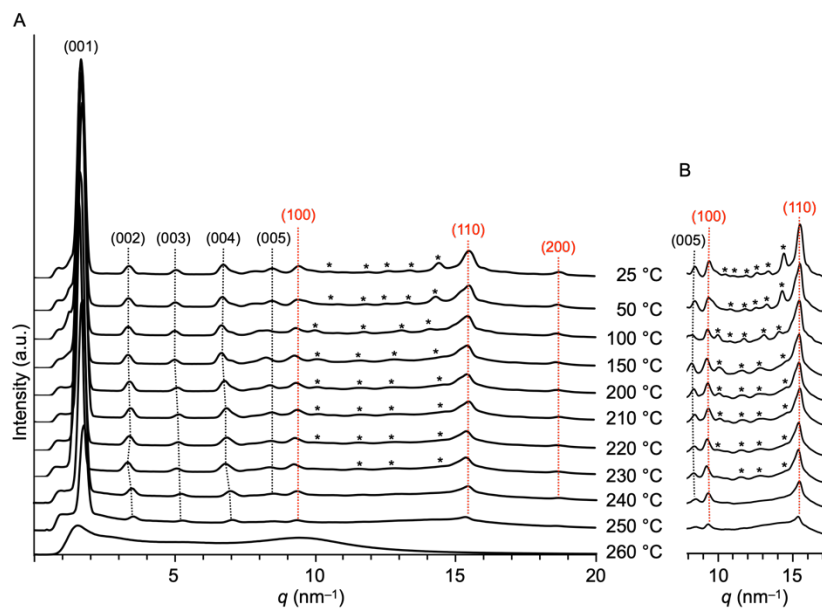 A
(001)
(002)
(003)
(004)
(005)
(100)
(110)
(200)
* * * * *
* * * * *
* * * *
* * * *
* * * *
* * * *
* * * *
* * *
25 °C
50 °C
100 °C
150 °C
200 °C
210 °C
220 °C
230 °C
240 °C
250 °C
260 °C
Intensity (a.u.)
5
10
15
20
q (nm⁻¹)
B
(005)
(100)
(110)
10
15
q (nm⁻¹)